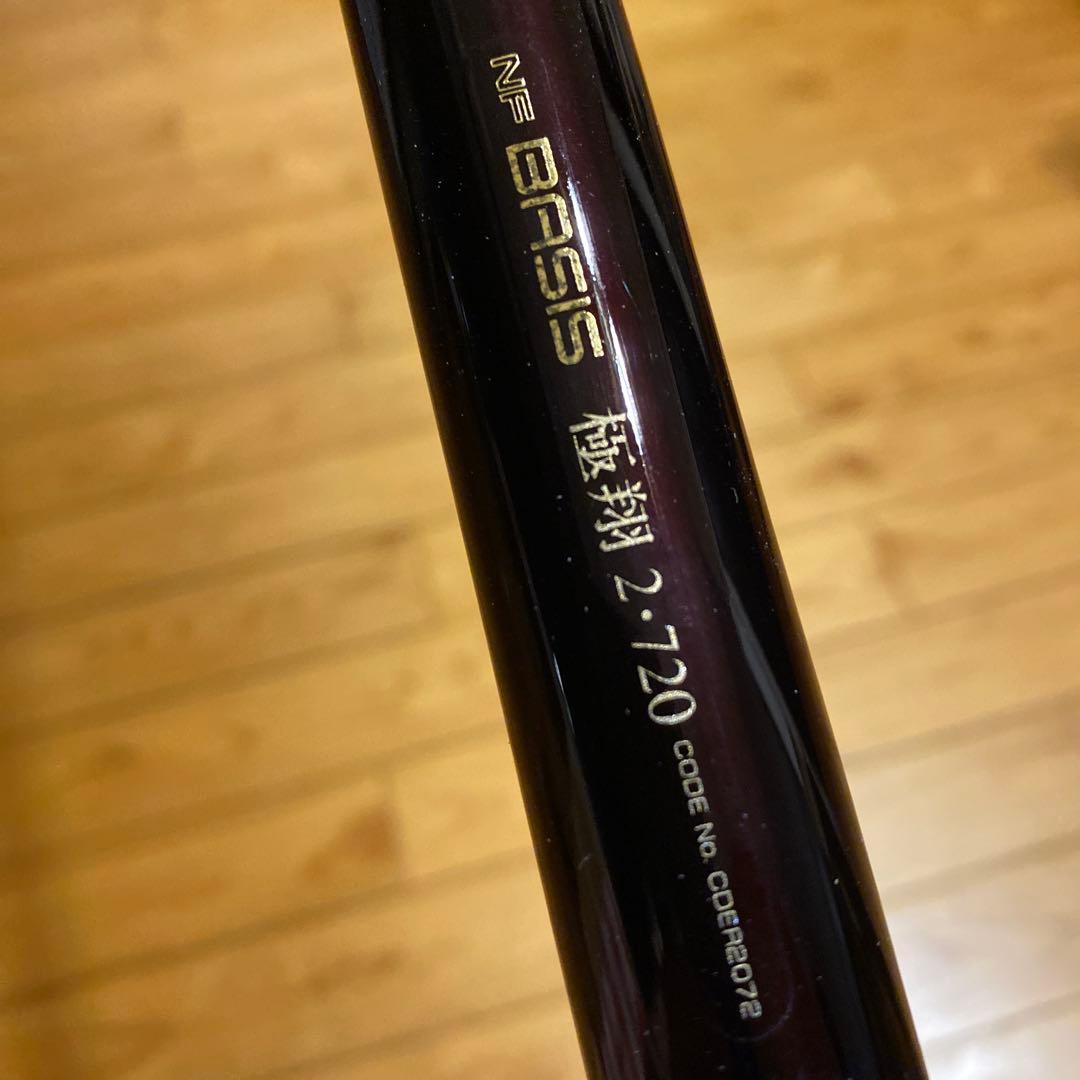 NF BASIS 極翔 2・720 CODE No. CDER2072